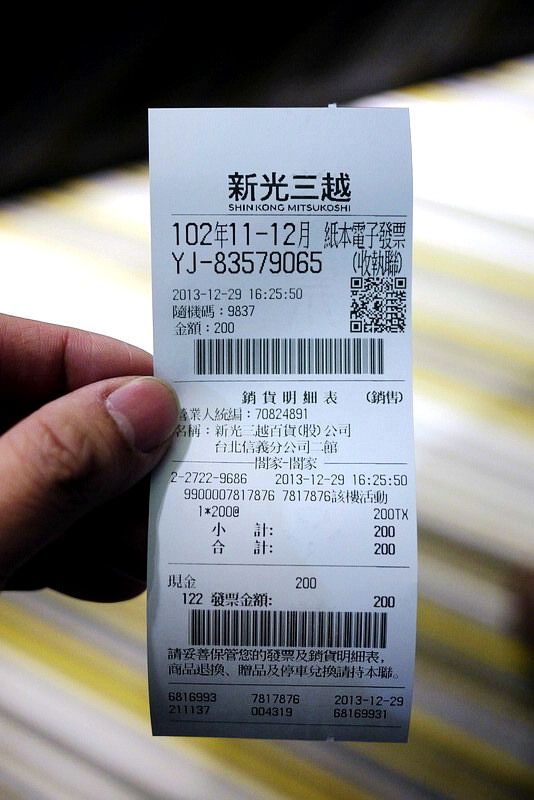 新光三越
SHIN KONG MITSUKOSHI
102年11-12月 紙本電子發票
YJ-83579065 (收執聯)
2013-12-29 16:25:50
隨機碼：9837
金額：200
銷貨明細表 (銷售)
業人統編：70824891
名稱：新光三越百貨(股)公司
台北信義分公司二館
闔家-闔家
2-2722-9686 2013-12-29 16:25:50
9900007817876 7817876該樓活動
1*200@ 200TX
小 計: 200
合 計: 200
現金 200
122 發票金額: 200
請妥善保管您的發票及銷貨明細表,
商品退換、贈品及停車兌換請持本聯。
6816993 7817876 2013-12-29
211137 004319 68169931